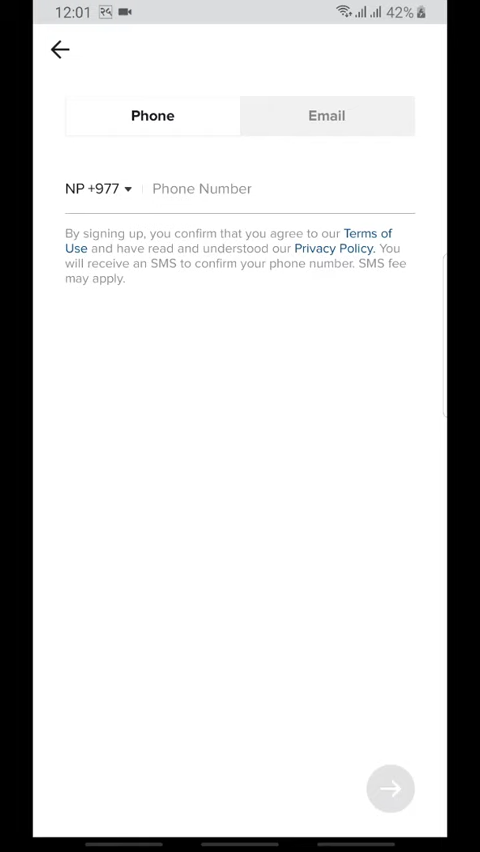 12:01 २५ 42%
Phone Email
NP +977 Phone Number
By signing up, you confirm that you agree to our Terms of
Use and have read and understood our Privacy Policy. You
will receive an SMS to confirm your phone number. SMS fee
may apply.